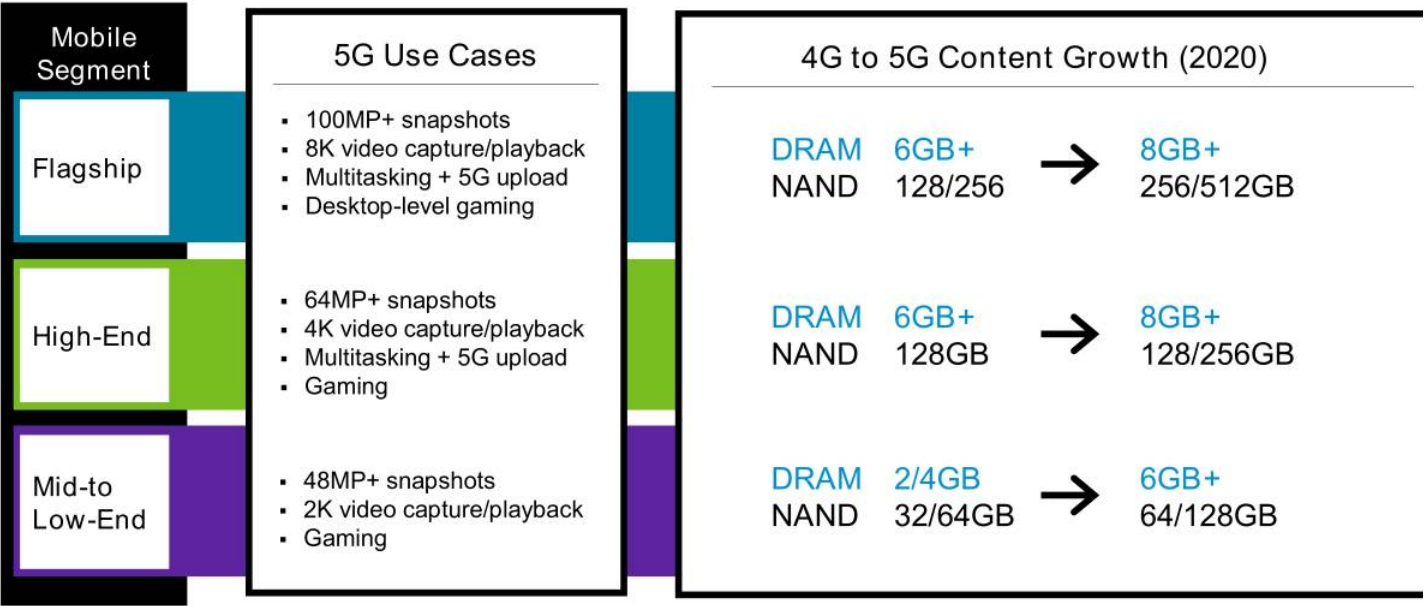 Mobile
Segment
5G Use Cases
4G to 5G Content Growth (2020)
Flagship
▪ 100MP+ snapshots
▪ 8K video capture/playback
▪ Multitasking + 5G upload
▪ Desktop-level gaming
DRAM 6GB+ → 8GB+
NAND 128/256 256/512GB
High-End
▪ 64MP+ snapshots
▪ 4K video capture/playback
▪ Multitasking + 5G upload
▪ Gaming
DRAM 6GB+ → 8GB+
NAND 128GB 128/256GB
Mid-to
Low-End
▪ 48MP+ snapshots
▪ 2K video capture/playback
▪ Gaming
DRAM 2/4GB → 6GB+
NAND 32/64GB 64/128GB